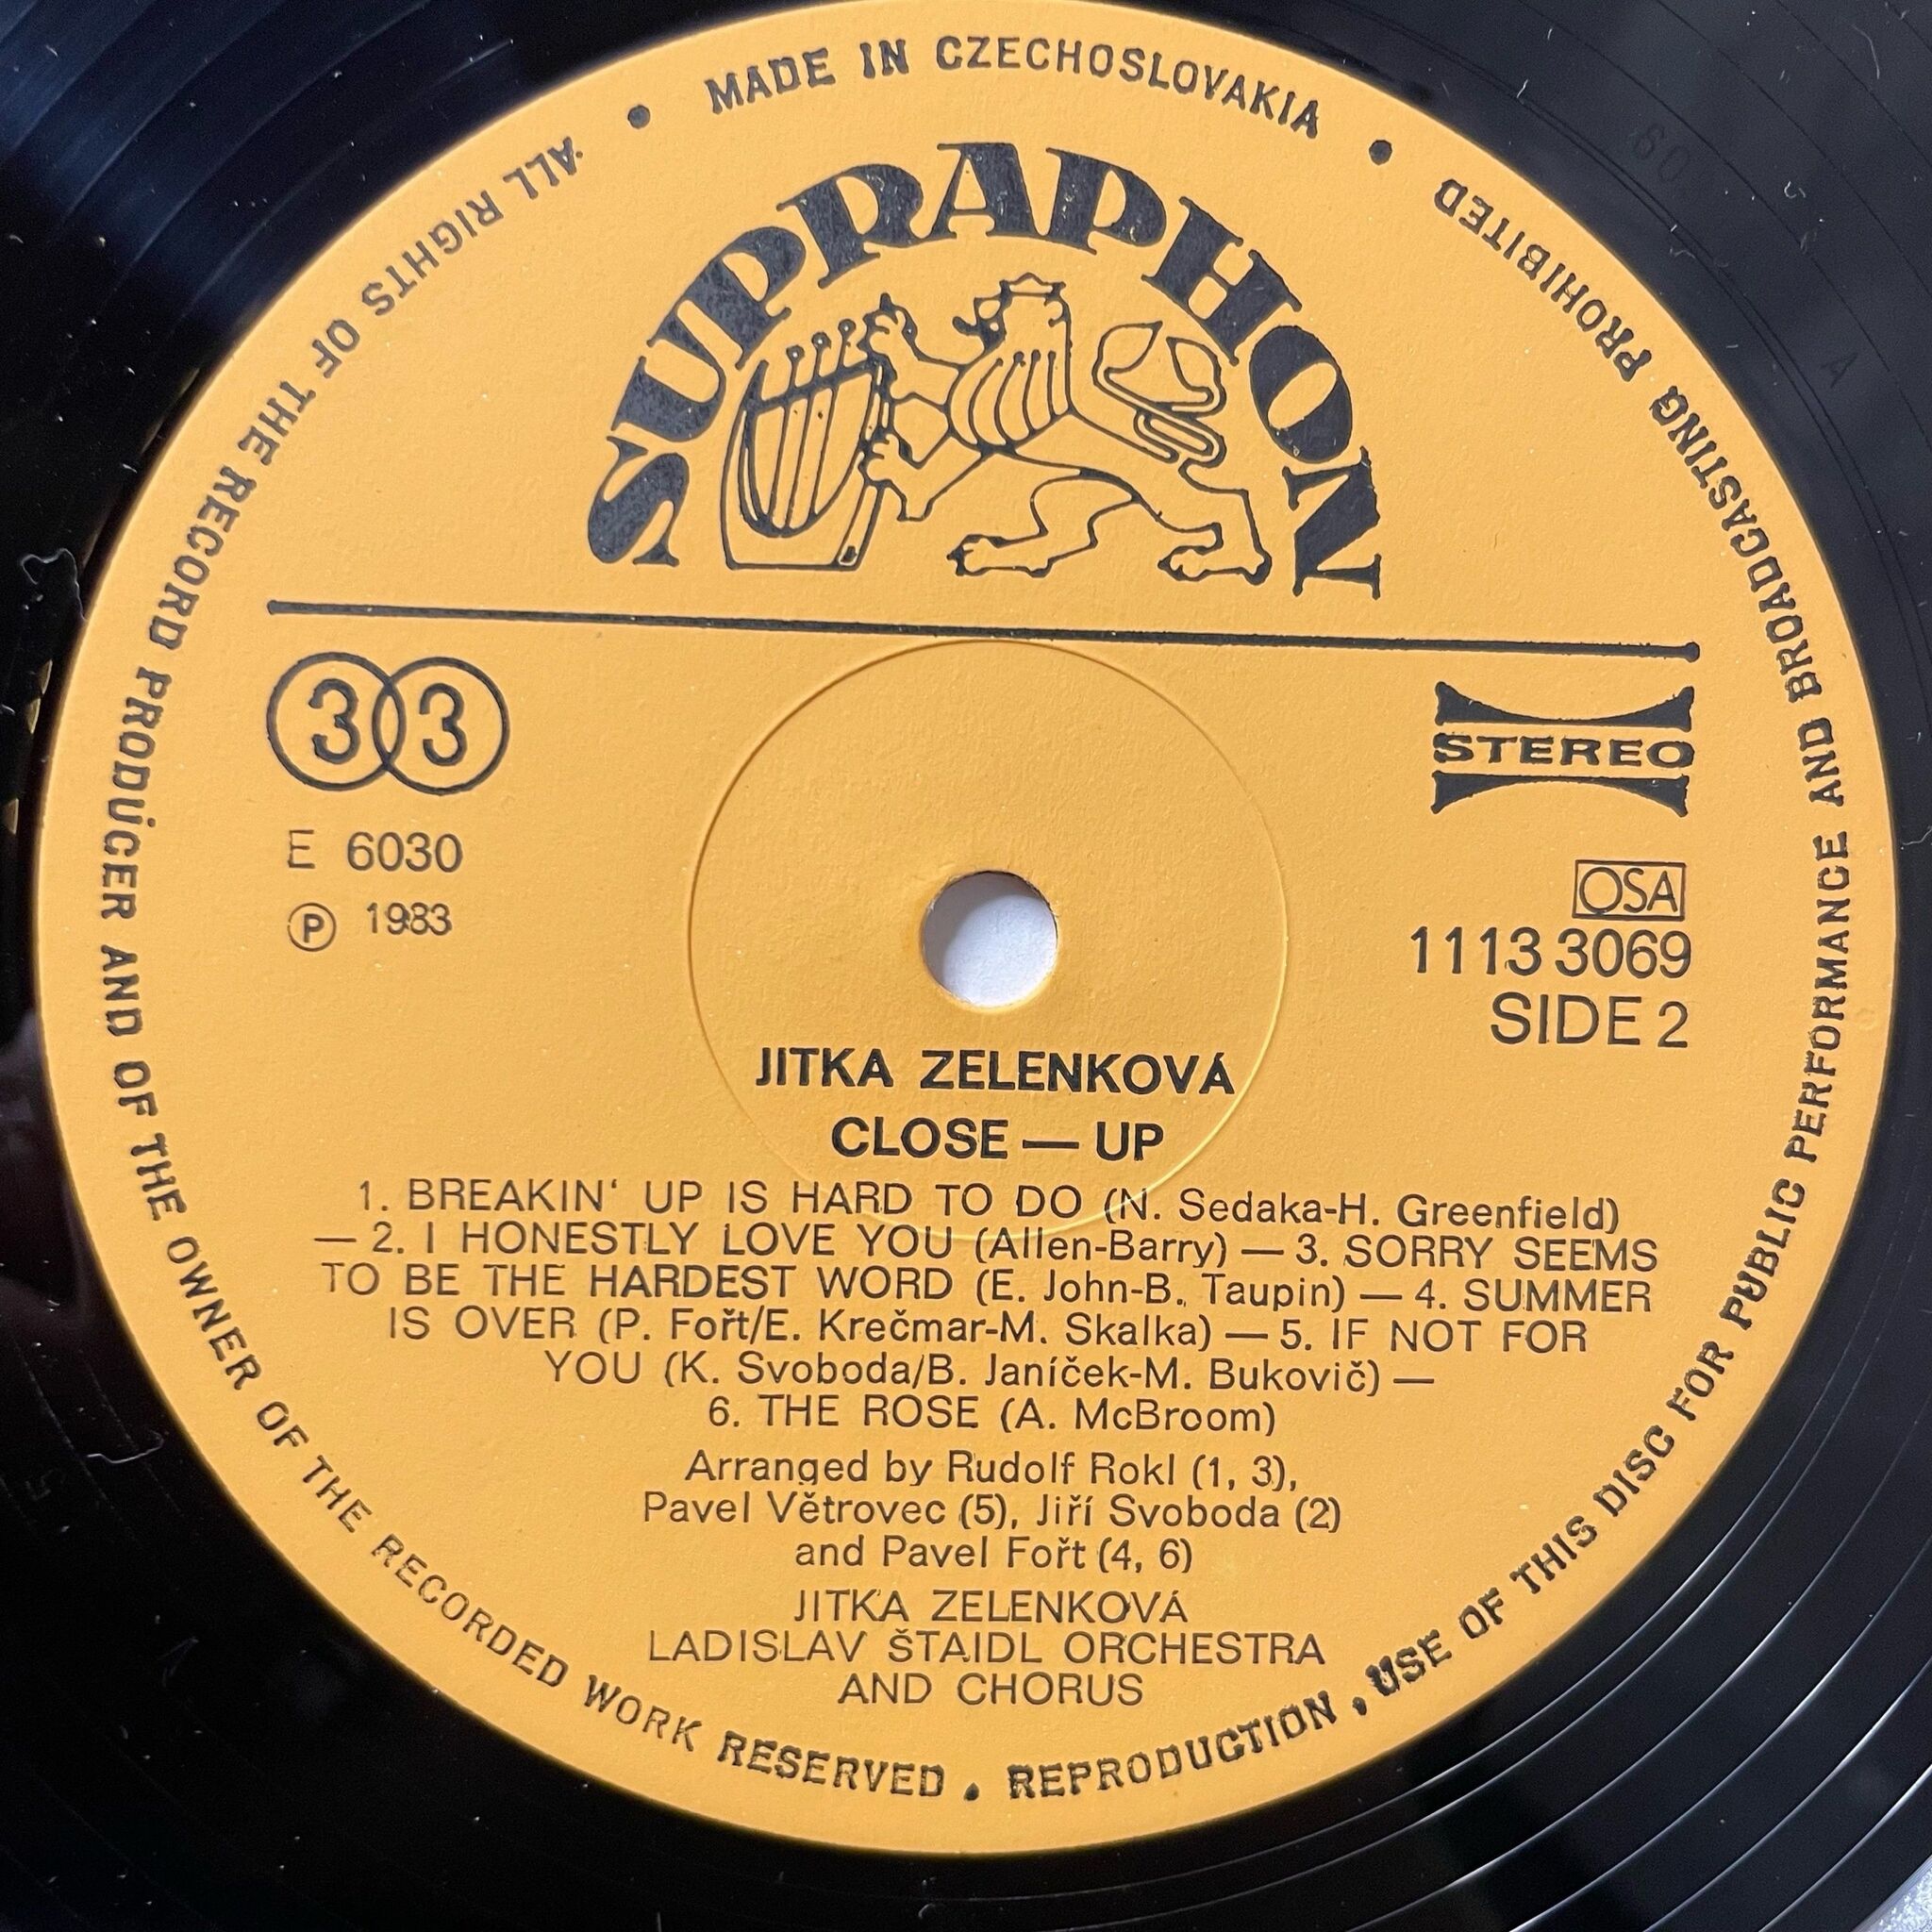 MADE IN CZECHOSLOVAKIA
SUPRAPHON
33
STEREO
E 6030
Ⓟ 1983
OSA
1113 3069
SIDE 2
JITKA ZELENKOVÁ
CLOSE — UP
1. BREAKIN‘ UP IS HARD TO DO (N. Sedaka-H. Greenfield)
— 2. I HONESTLY LOVE YOU (Allen-Barry) — 3. SORRY SEEMS
TO BE THE HARDEST WORD (E. John-B. Taupin) — 4. SUMMER
IS OVER (P. Fořt/E. Krečmar-M. Skalka) — 5. IF NOT FOR
YOU (K. Svoboda/B. Janíček-M. Bukovič) —
6. THE ROSE (A. McBroom)
Arranged by Rudolf Rokl (1, 3),
Pavel Větrovec (5), Jiří Svoboda (2)
and Pavel Fořt (4, 6)
JITKA ZELENKOVÁ
LADISLAV ŠTAIDL ORCHESTRA
AND CHORUS
ALL RIGHTS OF THE RECORD PRODUCER AND OF THE OWNER OF THE RECORDED WORK RESERVED . REPRODUCTION , USE OF THIS DISC FOR PUBLIC PERFORMANCE AND BROADCASTING PROHIBITED